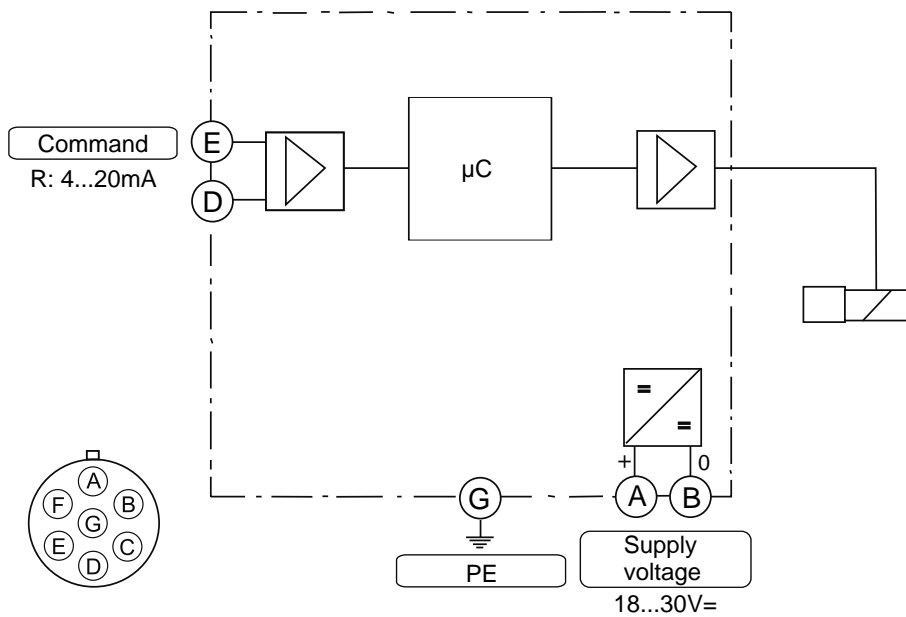 E
Command
R: 4...20mA
D
µC
=
=
+
0
A
B
G
Supply
voltage
PE
18...30V=
A
F
B
G
E
C
D